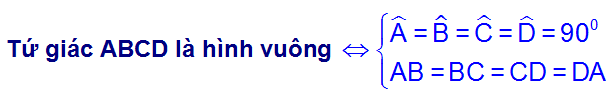 Â = B̂ = Ĉ = D̂ = 90⁰
Tứ giác ABCD là hình vuông ⇔ {
AB = BC = CD = DA